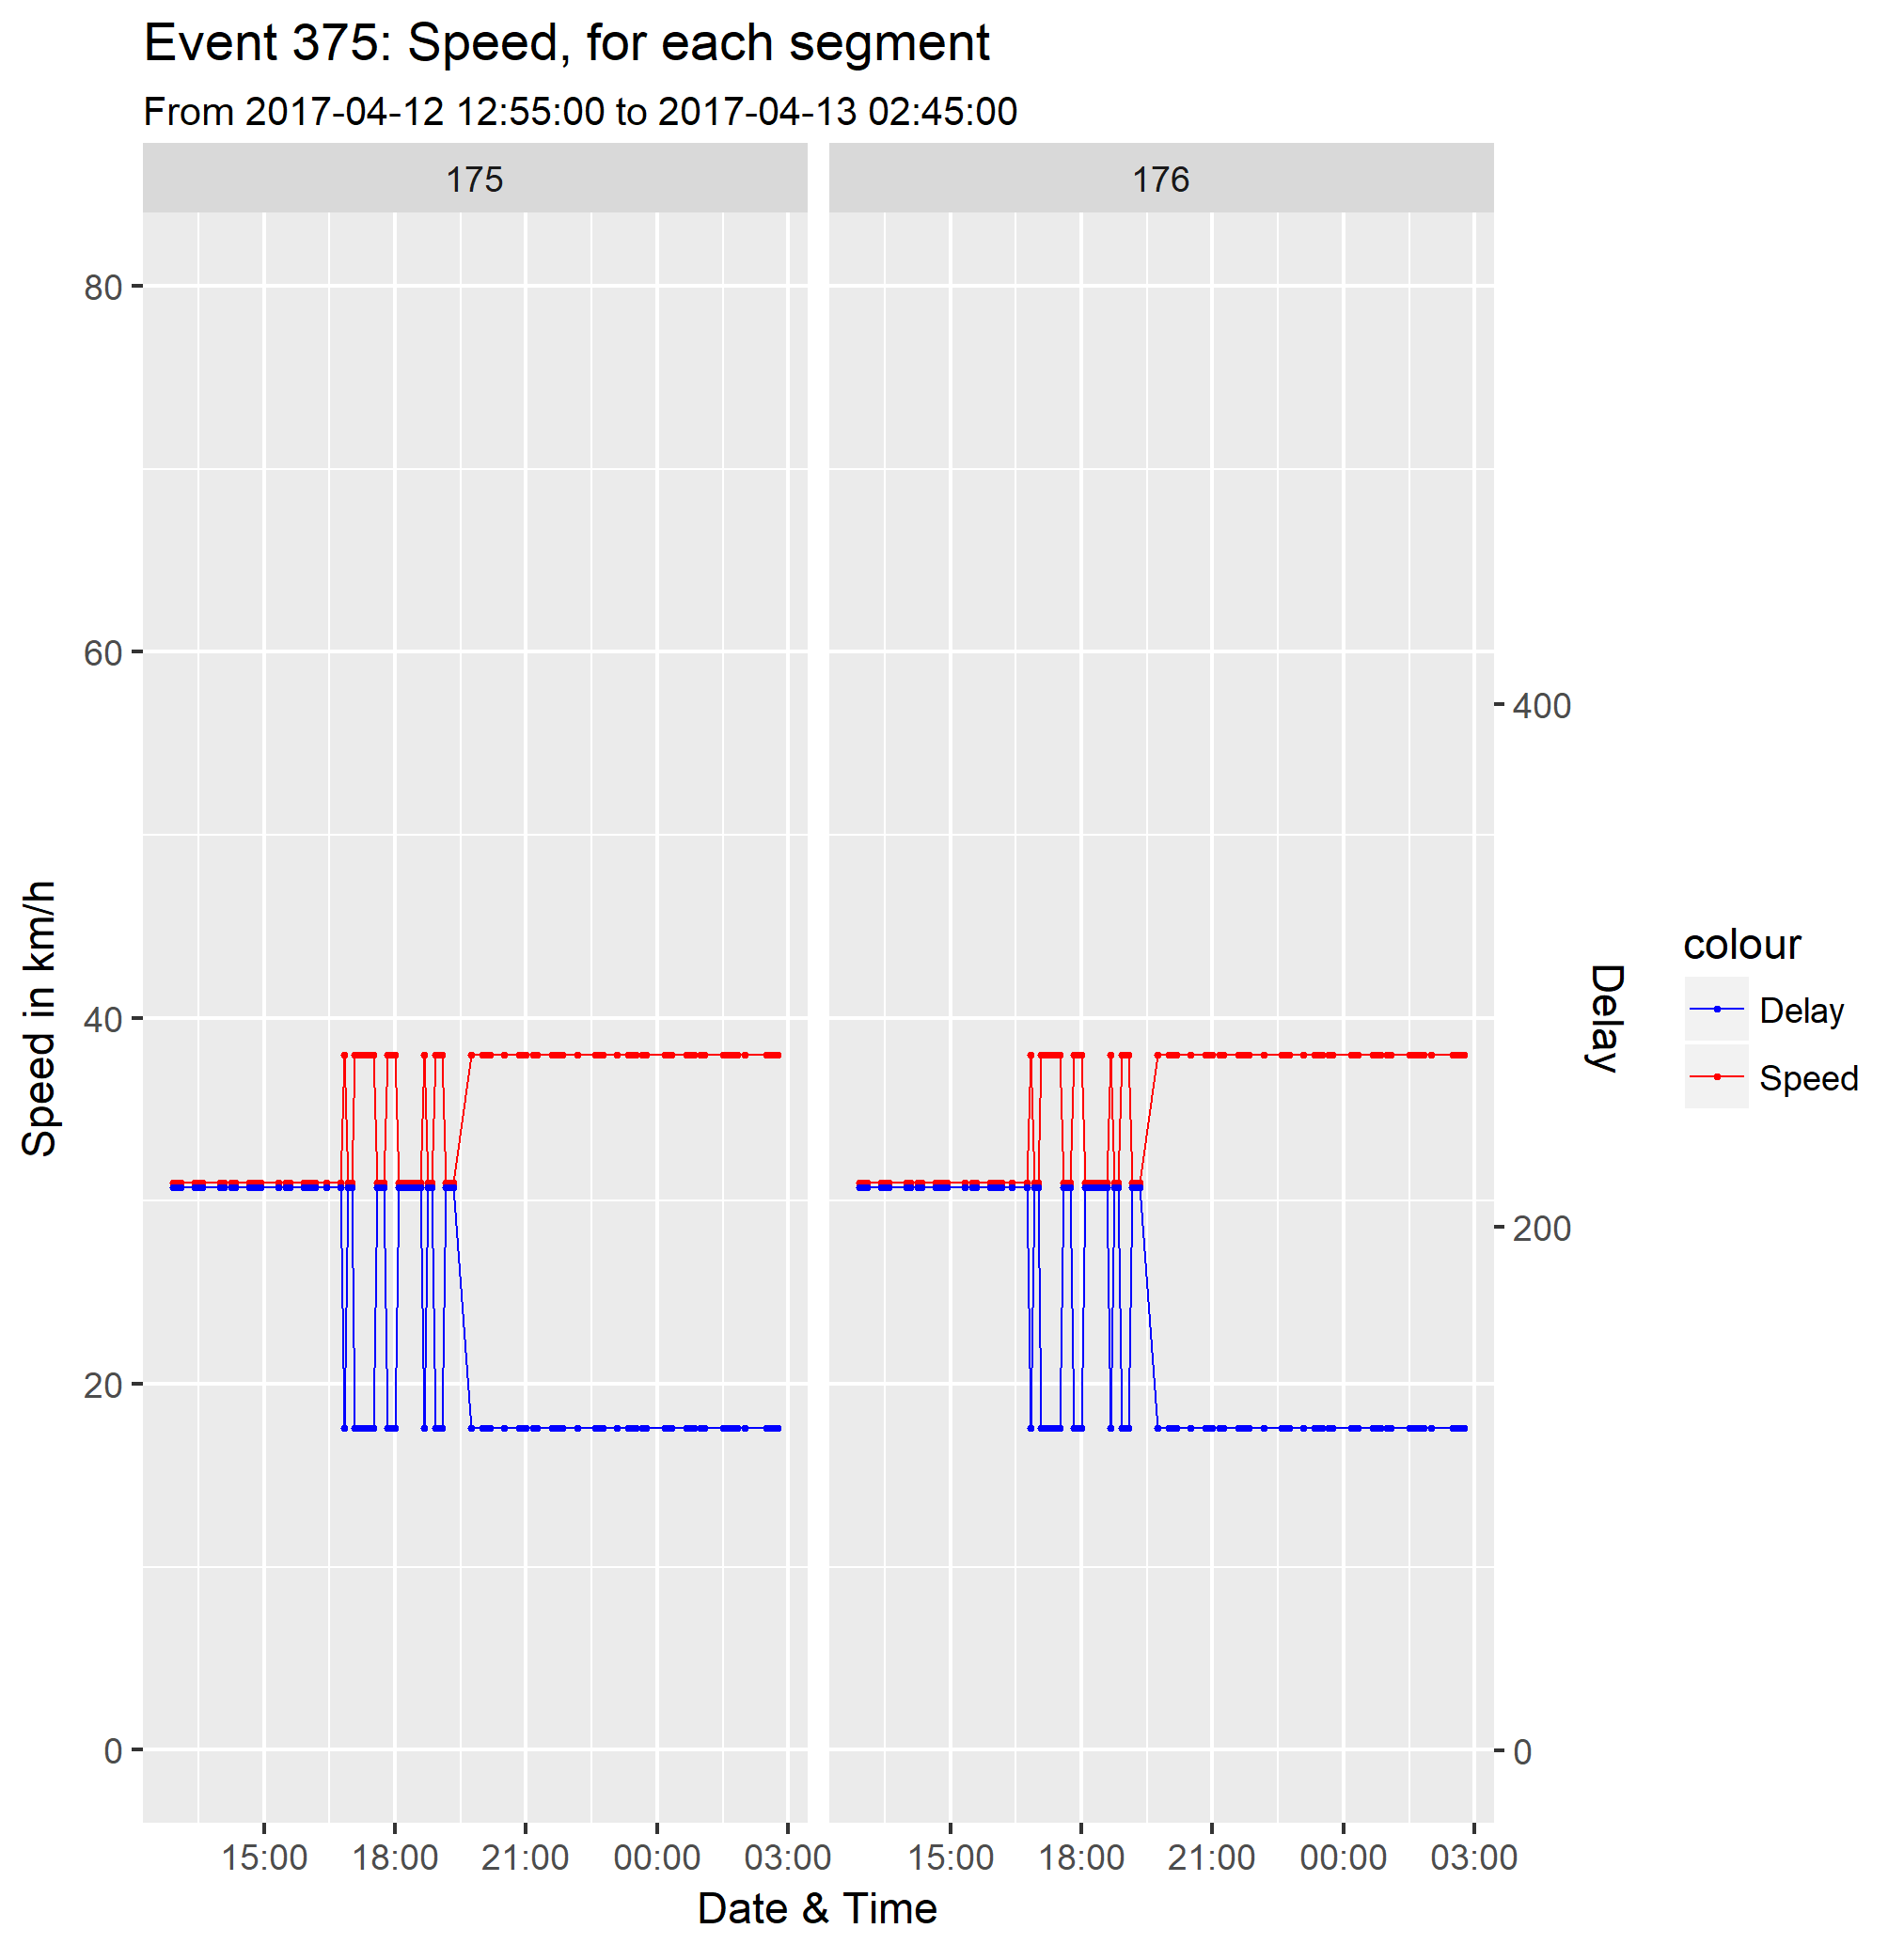 Event 375: Speed, for each segment
From 2017-04-12 12:55:00 to 2017-04-13 02:45:00
175 176
80
60
40
20
0
Speed in km/h
400
200
0
Delay
15:00 18:00 21:00 00:00 03:00 15:00 18:00 21:00 00:00 03:00
Date & Time
colour
Delay
Speed